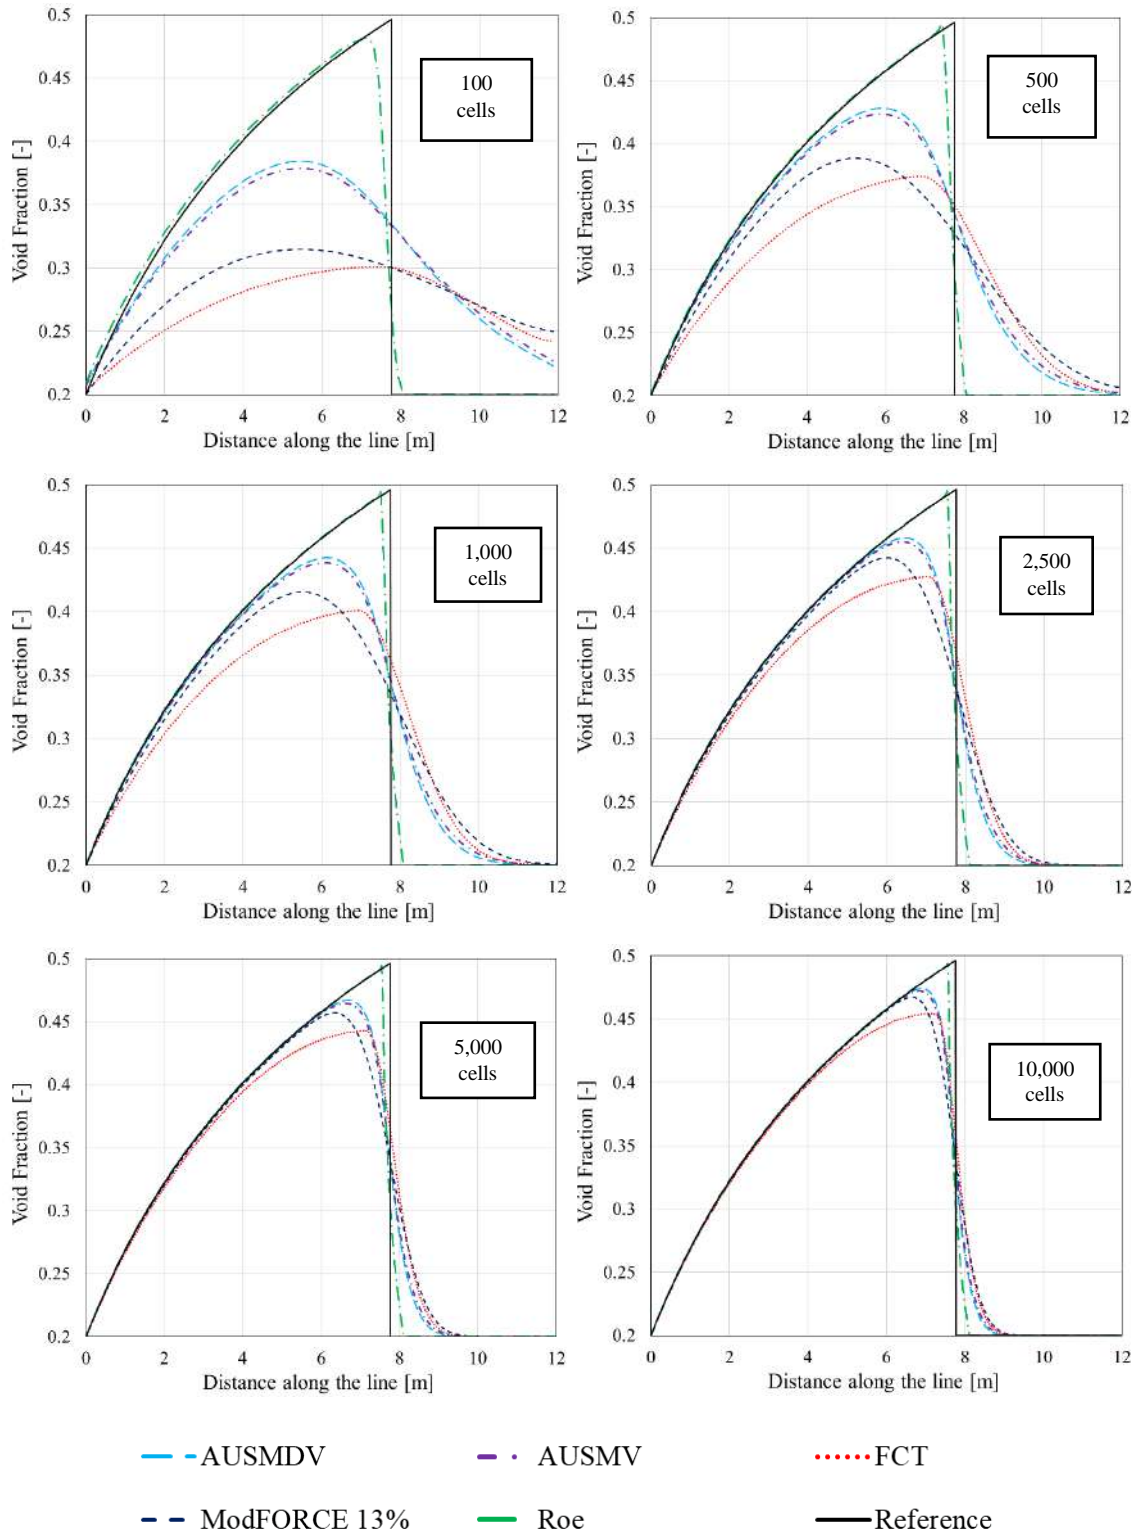 0.5
0.45
0.4
0.35
0.3
0.25
0.2
Void Fraction [-]
0 2 4 6 8 10 12
Distance along the line [m]
100
cells
0.5
0.45
0.4
0.35
0.3
0.25
0.2
Void Fraction [-]
0 2 4 6 8 10 12
Distance along the line [m]
500
cells
0.5
0.45
0.4
0.35
0.3
0.25
0.2
Void Fraction [-]
0 2 4 6 8 10 12
Distance along the line [m]
1,000
cells
0.5
0.45
0.4
0.35
0.3
0.25
0.2
Void Fraction [-]
0 2 4 6 8 10 12
Distance along the line [m]
2,500
cells
0.5
0.45
0.4
0.35
0.3
0.25
0.2
Void Fraction [-]
0 2 4 6 8 10 12
Distance along the line [m]
5,000
cells
0.5
0.45
0.4
0.35
0.3
0.25
0.2
Void Fraction [-]
0 2 4 6 8 10 12
Distance along the line [m]
10,000
cells
AUSMDV AUSMV FCT
ModFORCE 13% Roe Reference